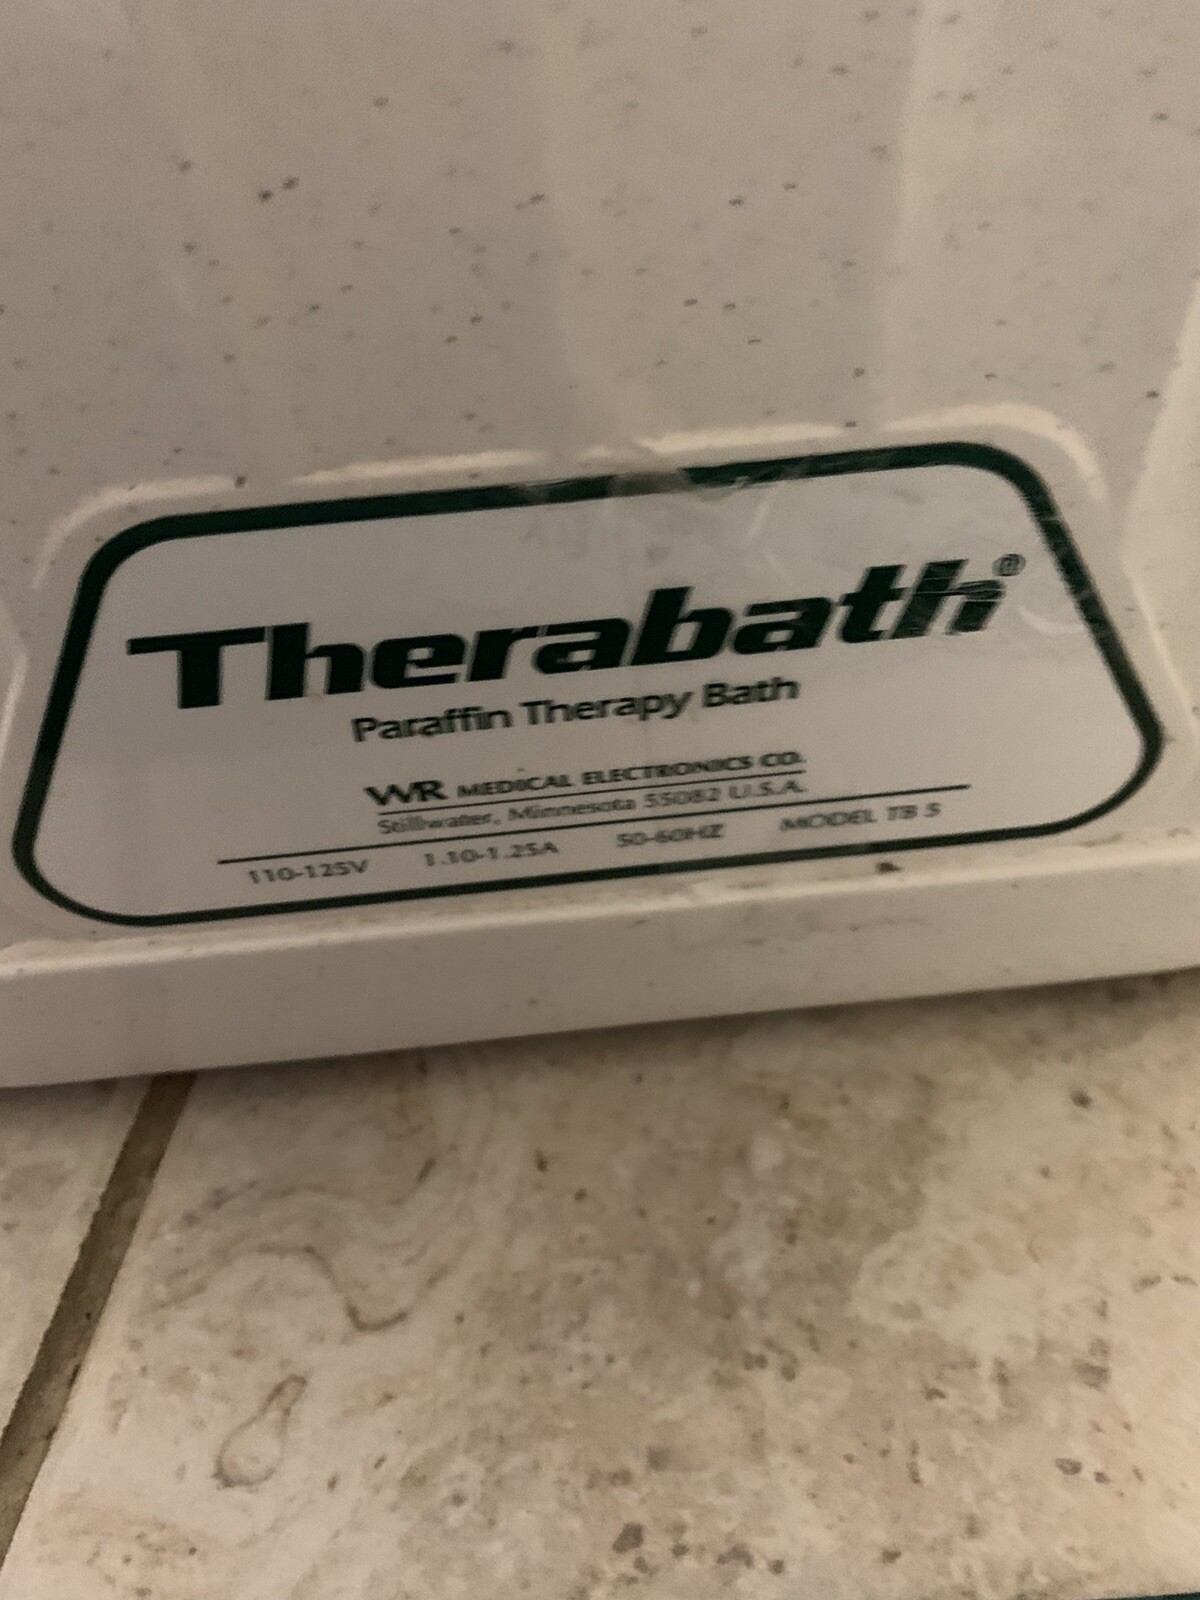 Therabath®
Paraffin Therapy Bath
WR MEDICAL ELECTRONICS CO.
Stillwater, Minnesota 55082 U.S.A.
110-125V 1.10-1.25A 50-60HZ MODEL TB 5